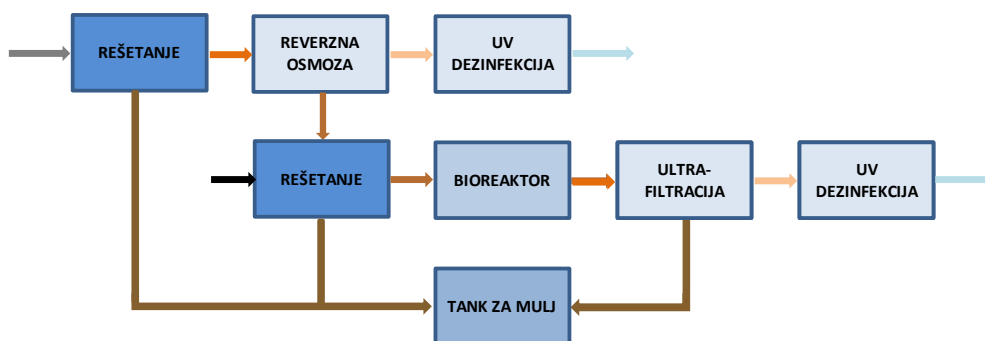 REŠETANJE
REVERZNA
OSMOZA
UV
DEZINFEKCIJA
REŠETANJE
BIOREAKTOR
ULTRA-
FILTRACIJA
UV
DEZINFEKCIJA
TANK ZA MULJ